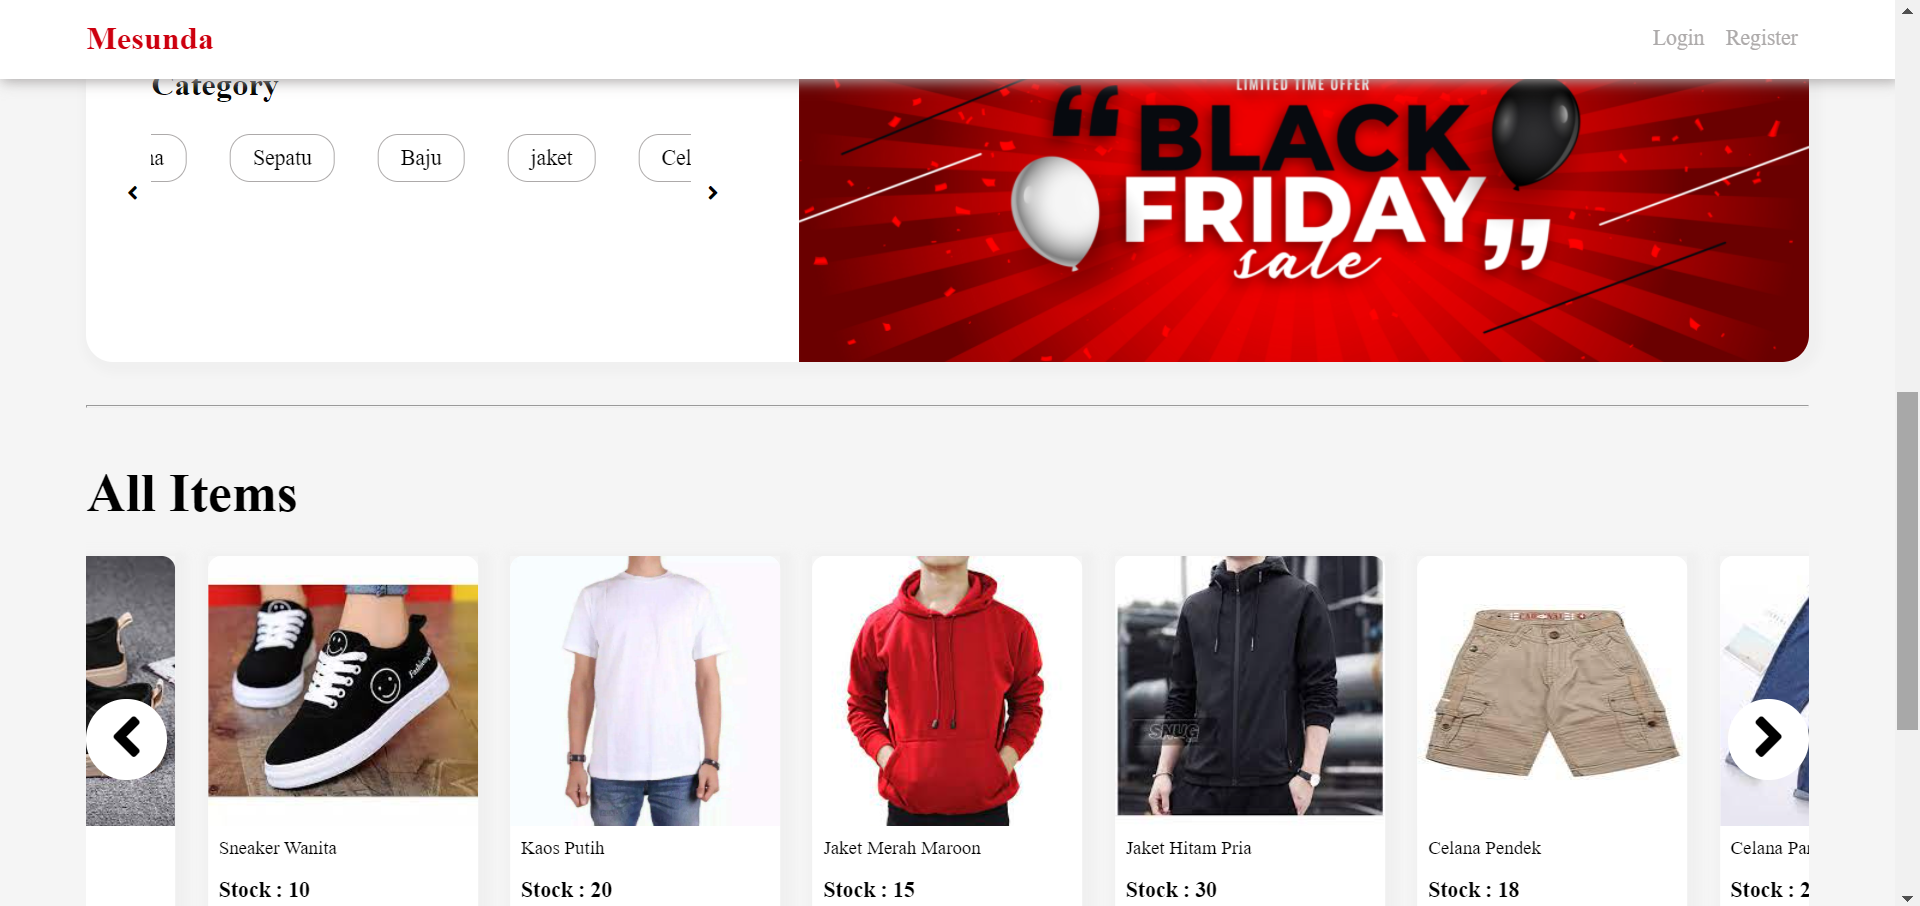 Mesunda
Login Register
Category
LIMITED TIME OFFER
na Sepatu Baju jaket Cel
“BLACK
FRIDAY”
sale
All Items
SNUG
Sneaker Wanita
Stock : 10
Kaos Putih
Stock : 20
Jaket Merah Maroon
Stock : 15
Jaket Hitam Pria
Stock : 30
Celana Pendek
Stock : 18
Celana Pa
Stock : 2